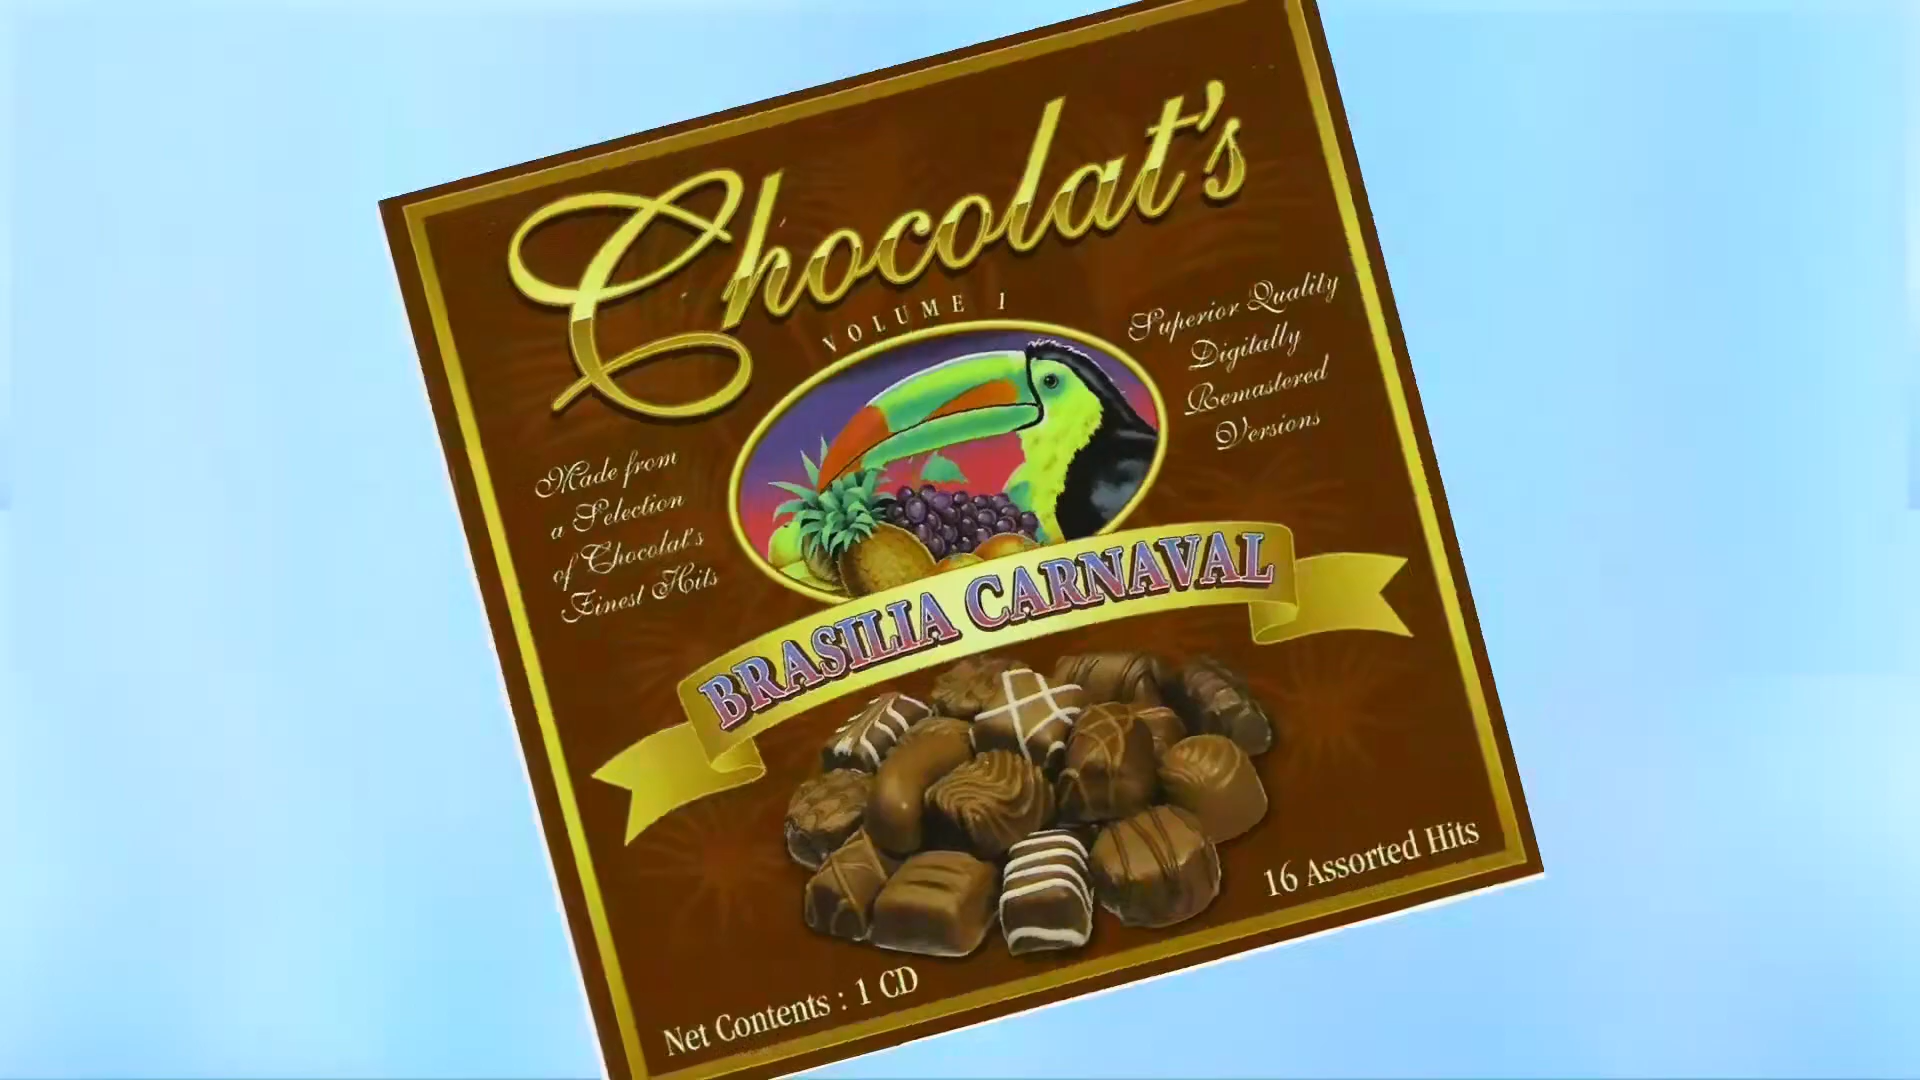 Chocolat's
VOLUME 1
Superior Quality
Digitally
Remastered
Versions
Made from
a Selection
of Chocolat's
Finest Hits
BRASILIA CARNAVAL
16 Assorted Hits
Net Contents : 1 CD